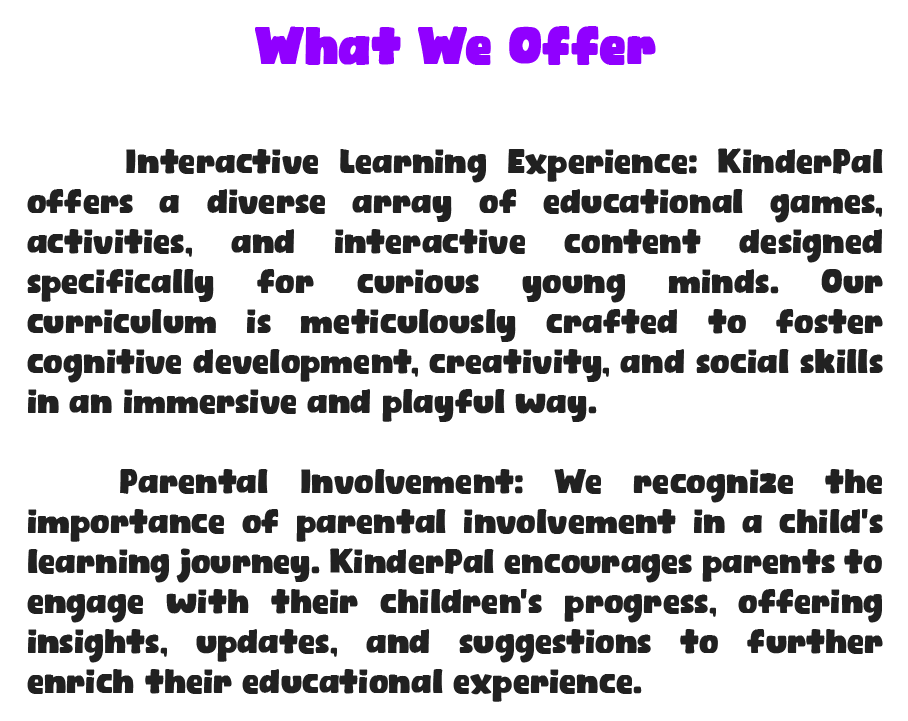 What We Offer
Interactive Learning Experience: KinderPal
offers a diverse array of educational games,
activities, and interactive content designed
specifically for curious young minds. Our
curriculum is meticulously crafted to foster
cognitive development, creativity, and social skills
in an immersive and playful way.
Parental Involvement: We recognize the
importance of parental involvement in a child's
learning journey. KinderPal encourages parents to
engage with their children's progress, offering
insights, updates, and suggestions to further
enrich their educational experience.